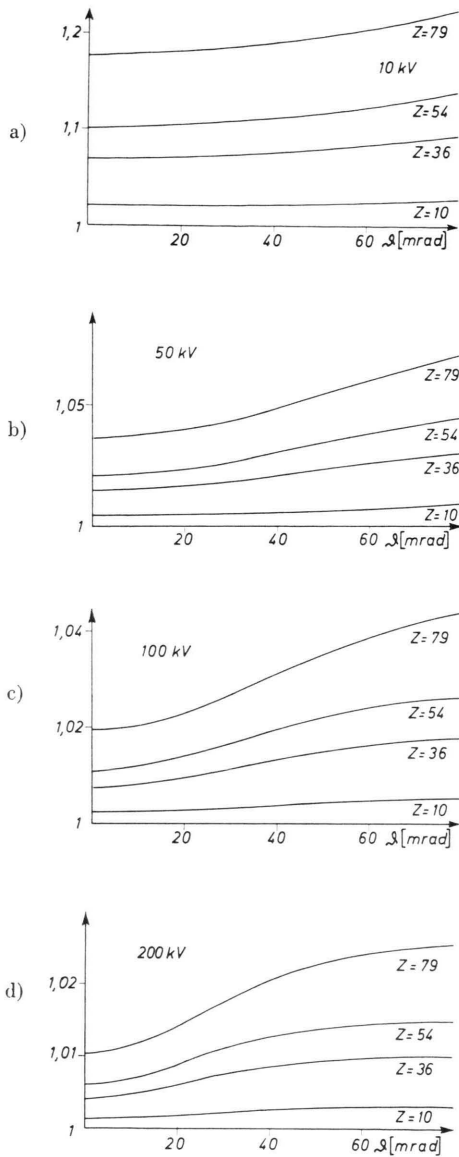 1,2
Z=79
10 kV
a)
1,1
Z=54
Z=36
Z=10
1
20 40 60 ϑ[mrad]
50 kV
Z=79
1,05
b)
Z=54
Z=36
Z=10
1
20 40 60 ϑ[mrad]
1,04
100 kV
Z=79
c)
1,02
Z=54
Z=36
Z=10
1
20 40 60 ϑ[mrad]
200 kV
Z=79
d)
1,02
Z=54
1,01
Z=36
Z=10
1
20 40 60 ϑ[mrad]